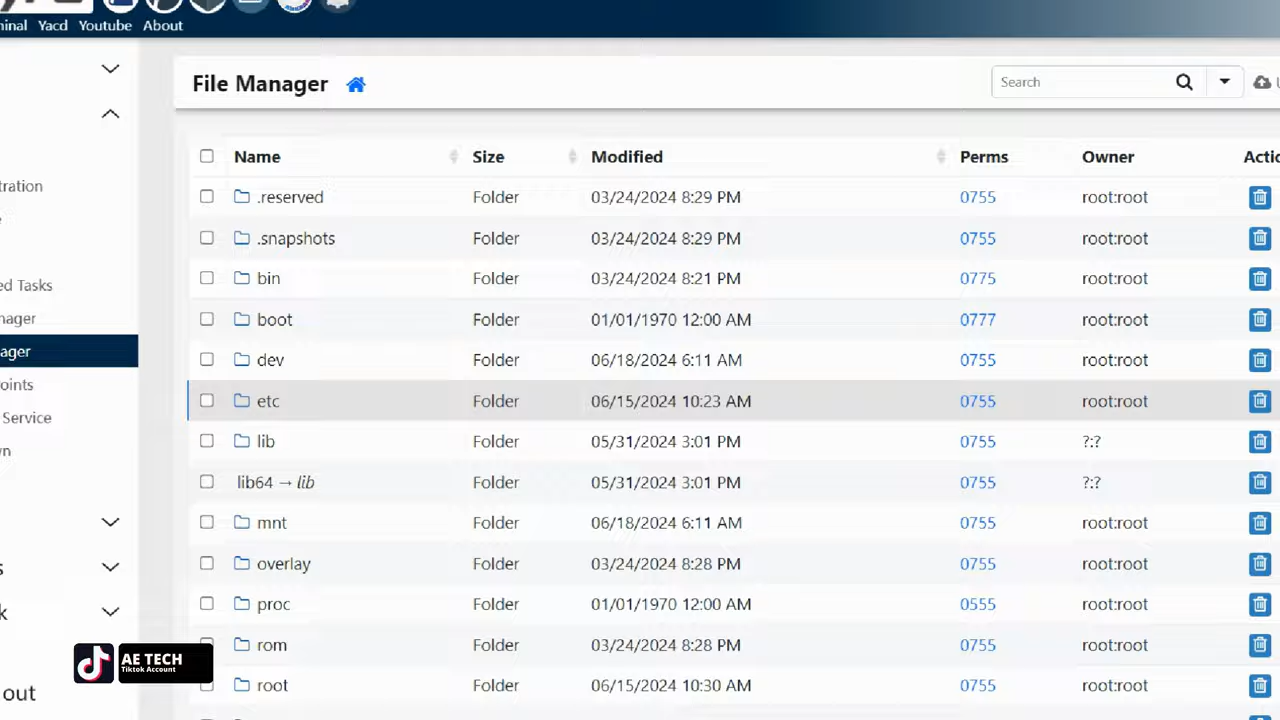 minal Yacd Youtube About
File Manager
Search
Name Size Modified Perms Owner Actio
.reserved Folder 03/24/2024 8:29 PM 0755 root:root
tration
.snapshots Folder 03/24/2024 8:29 PM 0755 root:root
bin Folder 03/24/2024 8:21 PM 0775 root:root
ed Tasks
boot Folder 01/01/1970 12:00 AM 0777 root:root
nager
dev Folder 06/18/2024 6:11 AM 0755 root:root
ager
oints
etc Folder 06/15/2024 10:23 AM 0755 root:root
Service
lib Folder 05/31/2024 3:01 PM 0755 ?:?
wn
lib64 → lib Folder 05/31/2024 3:01 PM 0755 ?:?
mnt Folder 06/18/2024 6:11 AM 0755 root:root
overlay Folder 03/24/2024 8:28 PM 0755 root:root
s
proc Folder 01/01/1970 12:00 AM 0555 root:root
k
rom Folder 03/24/2024 8:28 PM 0755 root:root
AE TECH
Tiktok Account
root Folder 06/15/2024 10:30 AM 0755 root:root
out